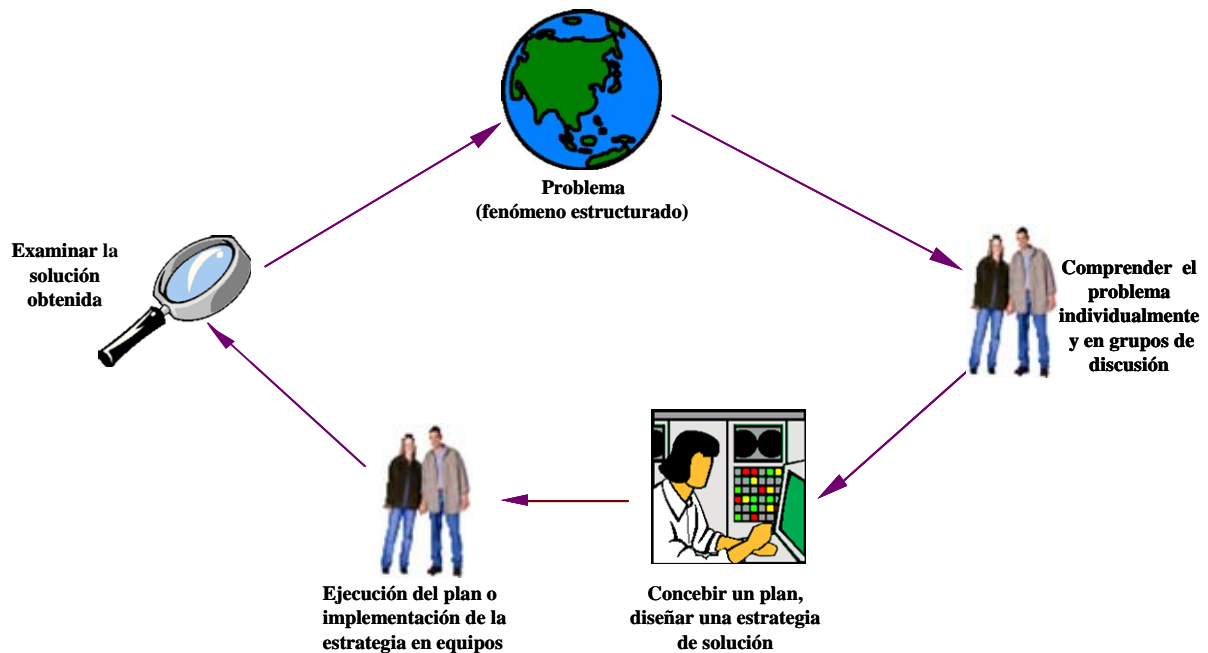 Problema
(fenómeno estructurado)
Comprender el
problema
individualmente
y en grupos de
discusión
Concebir un plan,
diseñar una estrategia
de solución
Ejecución del plan o
implementación de la
estrategia en equipos
Examinar la
solución
obtenida